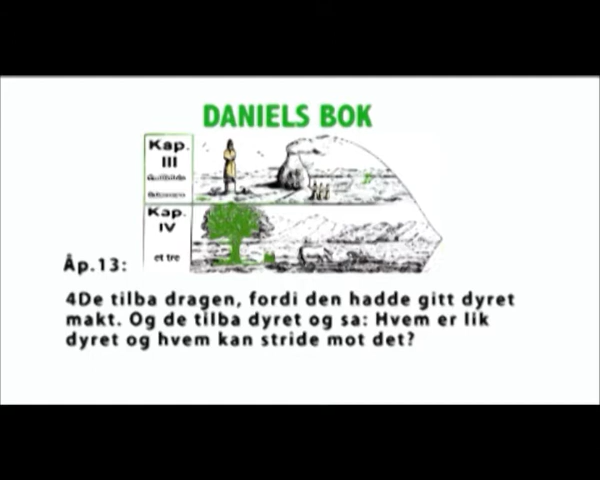 DANIELS BOK
Kap.
III
Kap.
IV
et tre
Åp.13:
4De tilba dragen, fordi den hadde gitt dyret
makt. Og de tilba dyret og sa: Hvem er lik
dyret og hvem kan stride mot det?